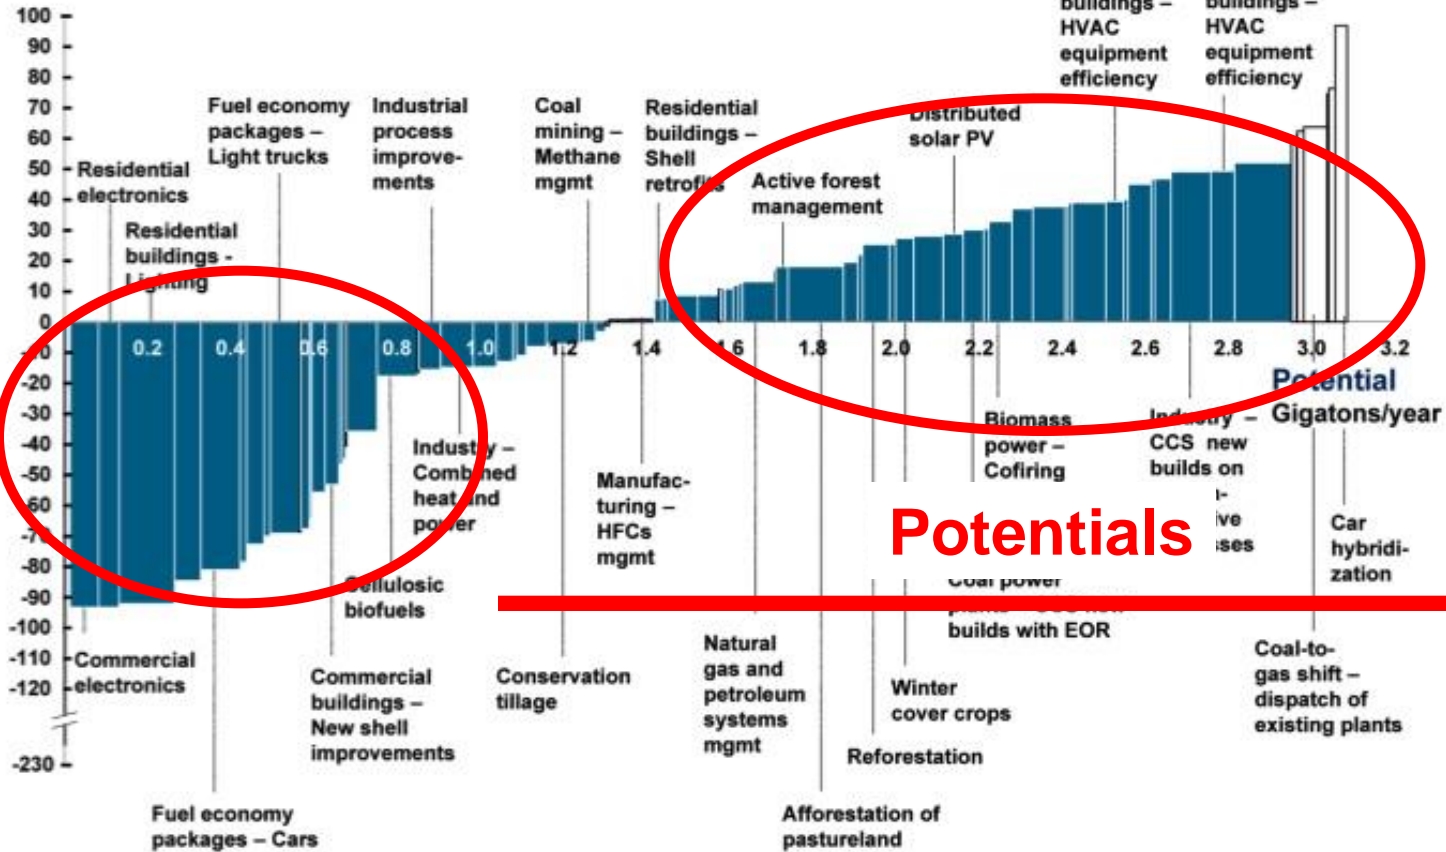 100
90
80
70
60
50
40
30
20
10
0
-20
-30
-40
-50
-60
-70
-80
-90
-100
-110
-120
-230
buildings –
HVAC
equipment
efficiency
buildings –
HVAC
equipment
efficiency
Fuel economy
packages –
Light trucks
Industrial
process
improve-
ments
Coal
mining –
Methane
mgmt
Residential
buildings –
Shell
retrofits
Distributed
solar PV
Residential
electronics
Active forest
management
Residential
buildings -
Lighting
0.2 0.4 0.6 0.8 1.0 1.2 1.4 1.6 1.8 2.0 2.2 2.4 2.6 2.8 3.0 3.2
Potential
Gigatons/year
Industry –
Combined
heat and
power
Manufac-
turing –
HFCs
mgmt
Biomass
power –
Cofiring
Industry –
CCS new
builds on
Potentials
Car
hybridi-
zation
Cellulosic
biofuels
Coal power
builds with EOR
Commercial
electronics
Commercial
buildings –
New shell
improvements
Conservation
tillage
Natural
gas and
petroleum
systems
mgmt
Winter
cover crops
Coal-to-
gas shift –
dispatch of
existing plants
Reforestation
Fuel economy
packages – Cars
Afforestation of
pastureland